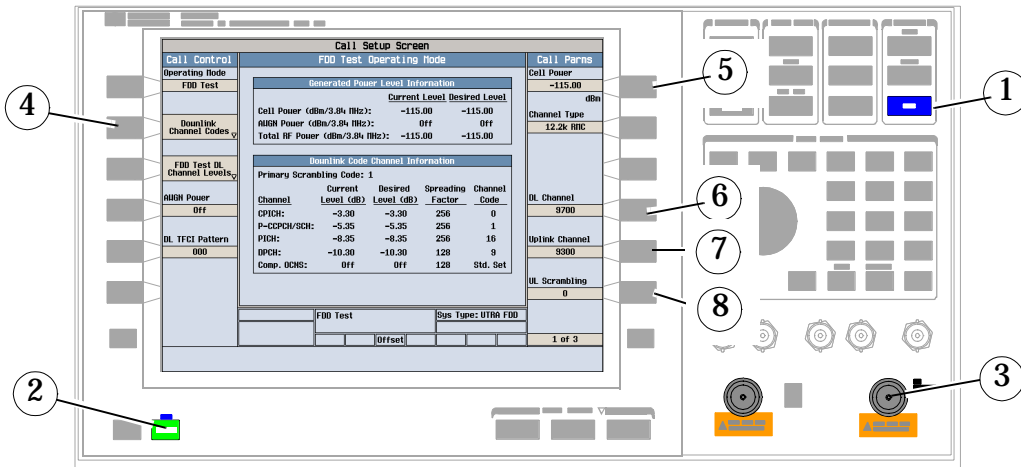 Call Setup Screen
Call Control
FDD Test Operating Mode
Call Parms
Operating Mode
FDD Test
Downlink
Channel Codes
FDD Test DL
Channel Levels
AWGN Power
Off
DL TFCI Pattern
000
Generated Power Level Information
Current Level Desired Level
Cell Power (dBm/3.84 MHz): -115.00 -115.00
AWGN Power (dBm/3.84 MHz): Off Off
Total RF Power (dBm/3.84 MHz): -115.00 -115.00
Downlink Code Channel Information
Primary Scrambling Code: 1
Current Desired Spreading Channel
Channel Level (dB) Level (dB) Factor Code
CPICH: -3.30 -3.30 256 0
P-CCPCH/SCH: -5.35 -5.35 256 1
PICH: -8.35 -8.35 256 16
DPCH: -10.30 -10.30 128 9
Comp. OCNS: Off Off 128 Std. Set
FDD Test
Sys Type: UTRA FDD
Offset
Cell Power
-115.00
dBm
Channel Type
12.2k RMC
DL Channel
9700
Uplink Channel
9300
UL Scrambling
0
1 of 3
1
2
3
4
5
6
7
8